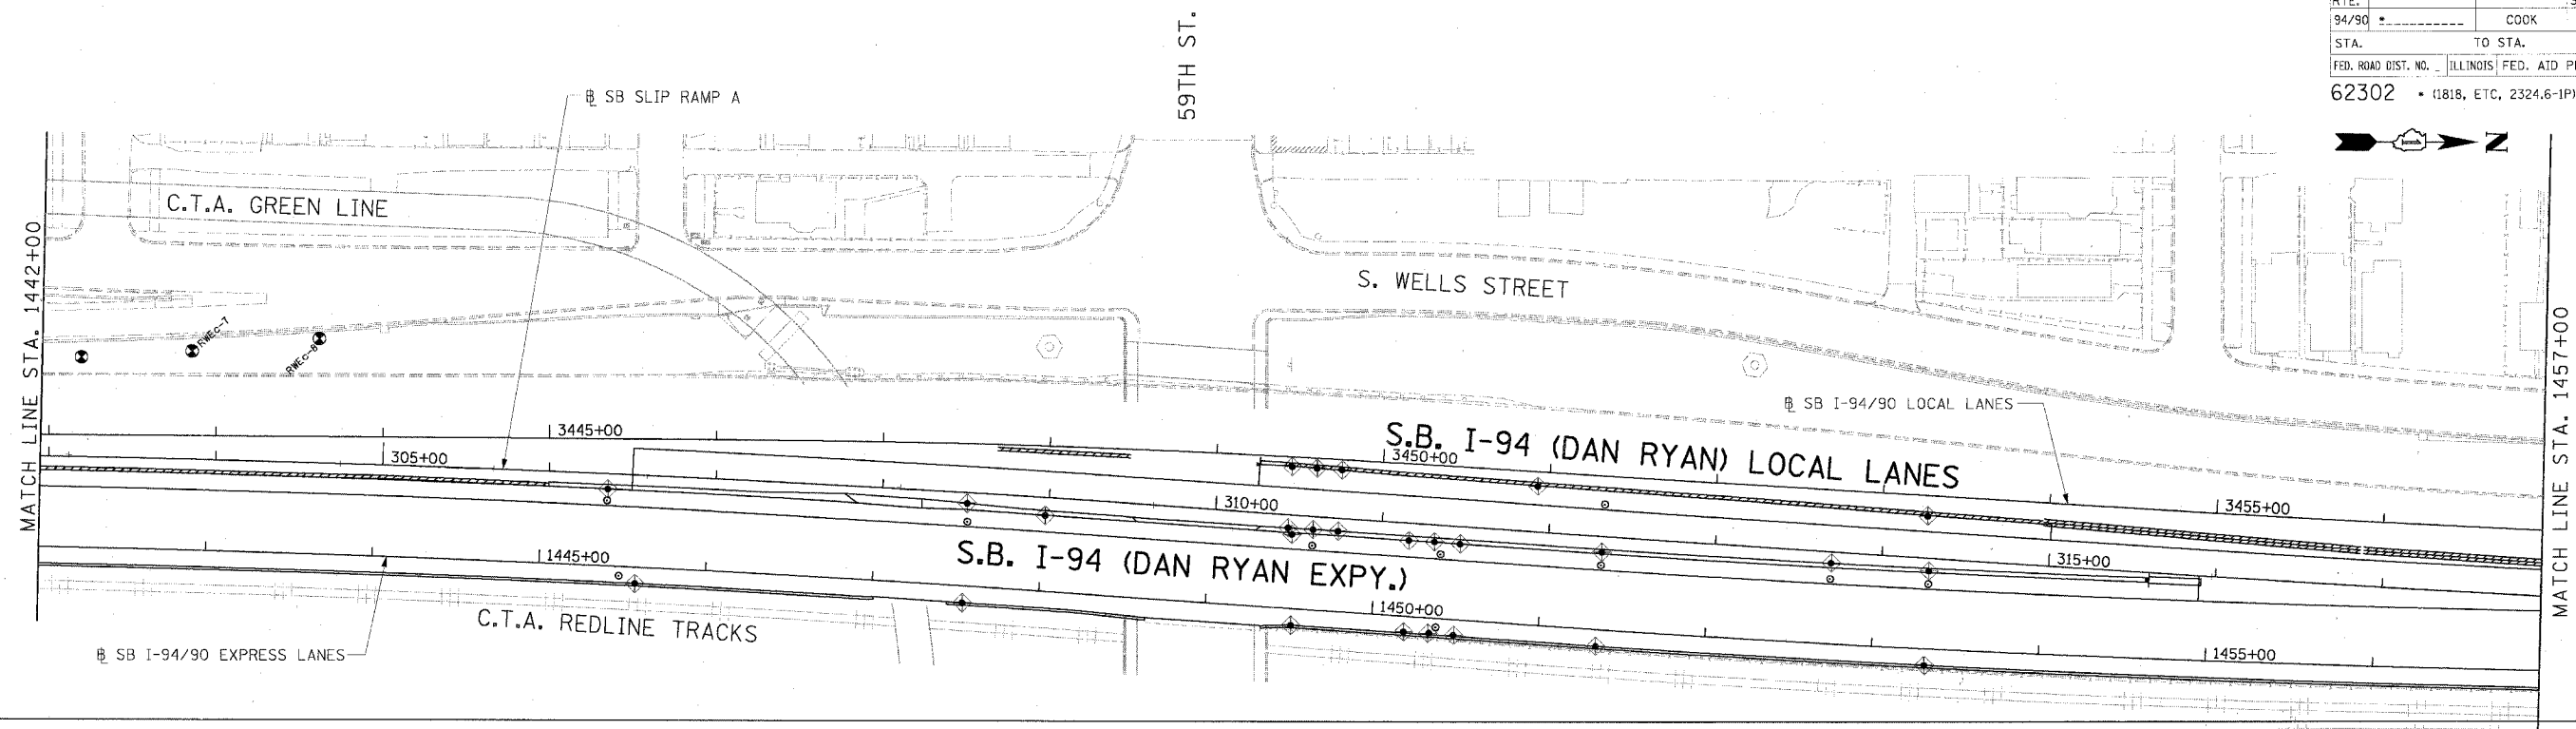 RTE.
94/90 * COOK
STA. TO STA.
FED. ROAD DIST. NO. _ ILLINOIS FED. AID
62302 * (1818, ETC, 2324.6-1P)
N
59TH ST.
℄ SB SLIP RAMP A
C.T.A. GREEN LINE
MATCH LINE STA. 1442+00
RWEc-7
RWEc-8
S. WELLS STREET
℄ SB I-94/90 LOCAL LANES
MATCH LINE STA. 1457+00
3445+00
305+00
S.B. I-94 (DAN RYAN) LOCAL LANES
3450+00
310+00
3455+00
315+00
1445+00
S.B. I-94 (DAN RYAN EXPY.)
1450+00
C.T.A. REDLINE TRACKS
℄ SB I-94/90 EXPRESS LANES
1455+00